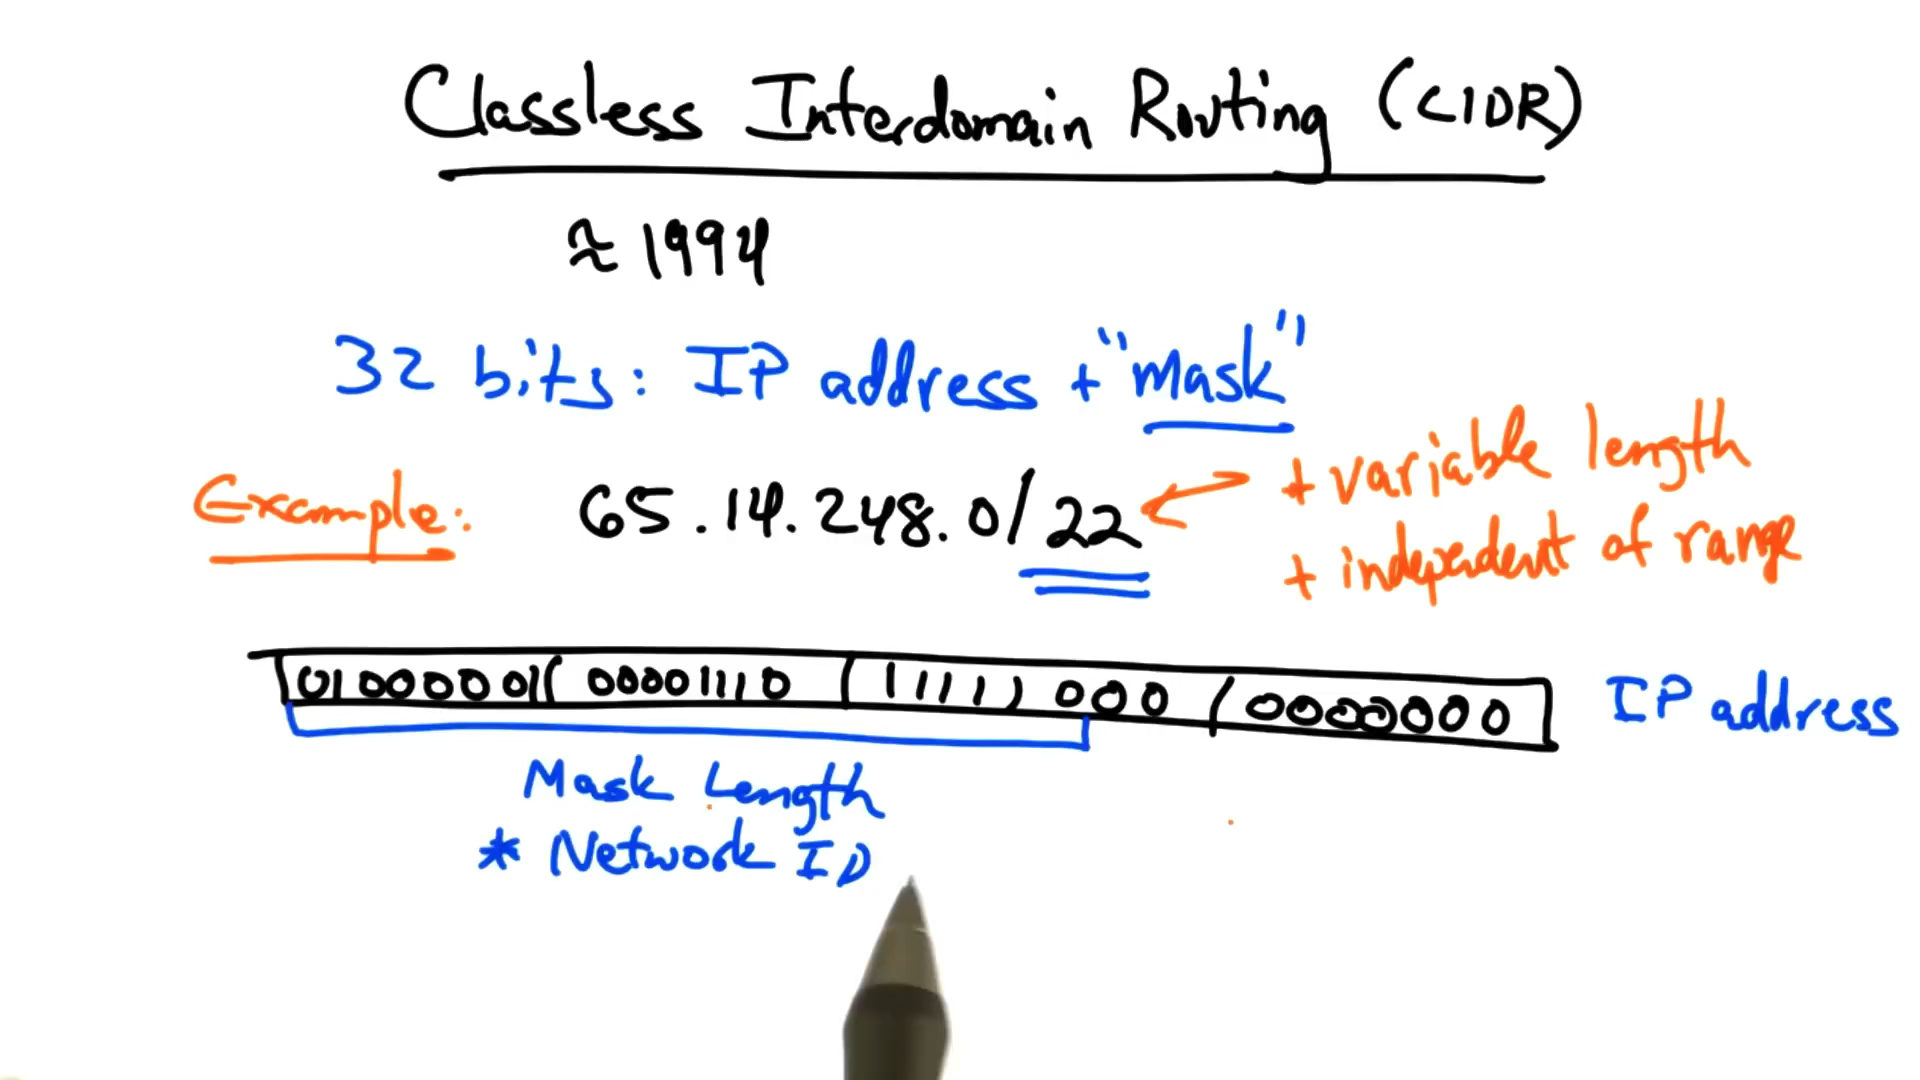 Classless Interdomain Routing (CIDR)
≈ 1994
32 bits: IP address + "mask"
Example: 65.14.248.0/22
+ variable length
+ independent of range
01000001 00001110 11111000 0000000 IP address
Mask Length
* Network ID